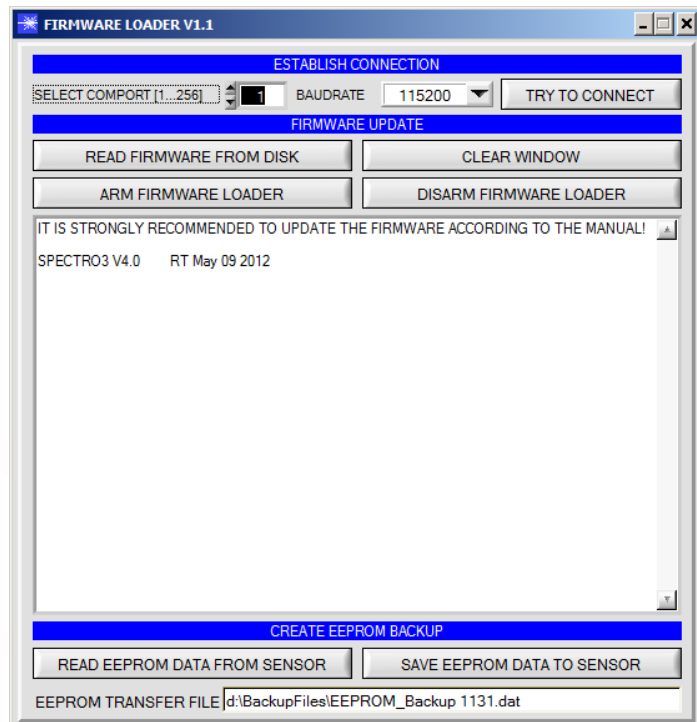 FIRMWARE LOADER V1.1
ESTABLISH CONNECTION
SELECT COMPORT [1...256] 1 BAUDRATE 115200 TRY TO CONNECT
FIRMWARE UPDATE
READ FIRMWARE FROM DISK CLEAR WINDOW
ARM FIRMWARE LOADER DISARM FIRMWARE LOADER
IT IS STRONGLY RECOMMENDED TO UPDATE THE FIRMWARE ACCORDING TO THE MANUAL!
SPECTRO3 V4.0 RT May 09 2012
CREATE EEPROM BACKUP
READ EEPROM DATA FROM SENSOR SAVE EEPROM DATA TO SENSOR
EEPROM TRANSFER FILE d:\BackupFiles\EEPROM_Backup 1131.dat